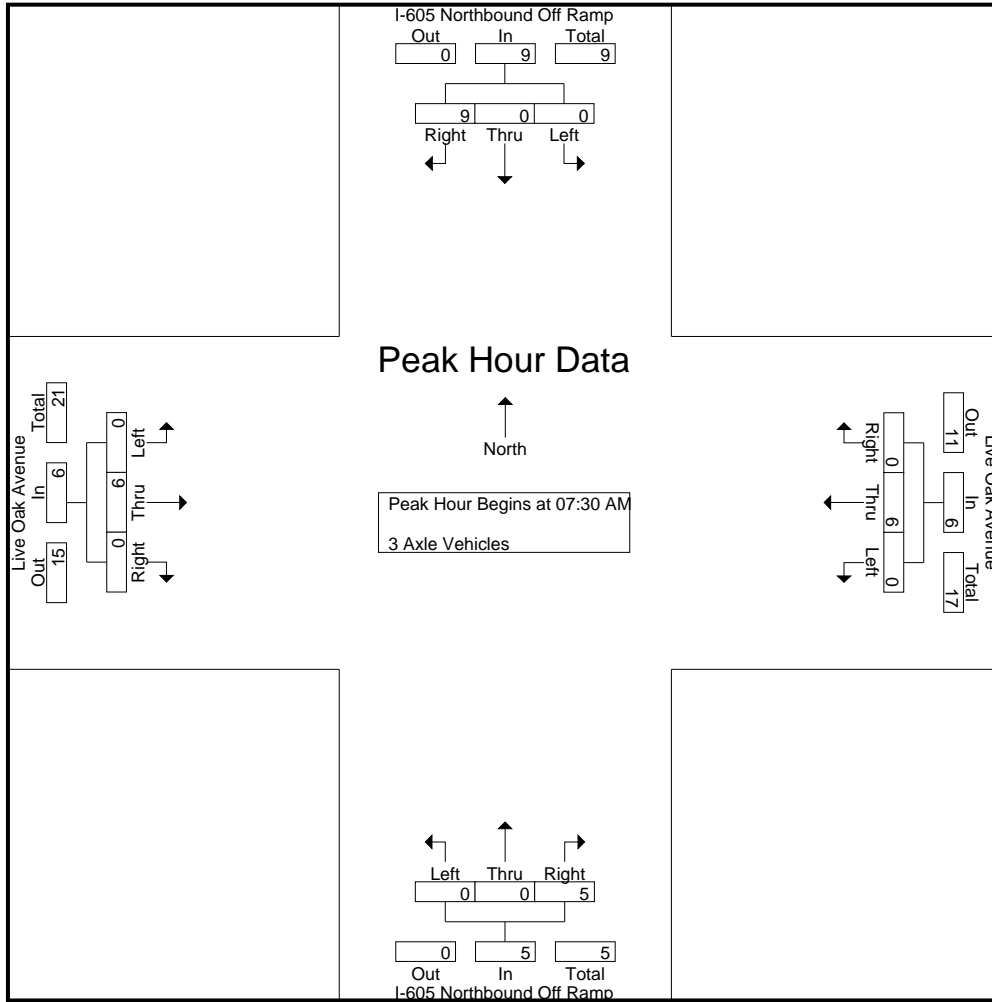 I-605 Northbound Off Ramp
Out In Total
0 9 9
9 0 0
Right Thru Left
Peak Hour Data
North
Peak Hour Begins at 07:30 AM
3 Axle Vehicles
Live Oak Avenue
Total In Out
21 6 15
0 6 0
Left Thru Right
Right Thru Left
0 6 0
Out In Total
11 6 17
Live Oak Avenue
Left Thru Right
0 0 5
0 5 5
Out In Total
I-605 Northbound Off Ramp